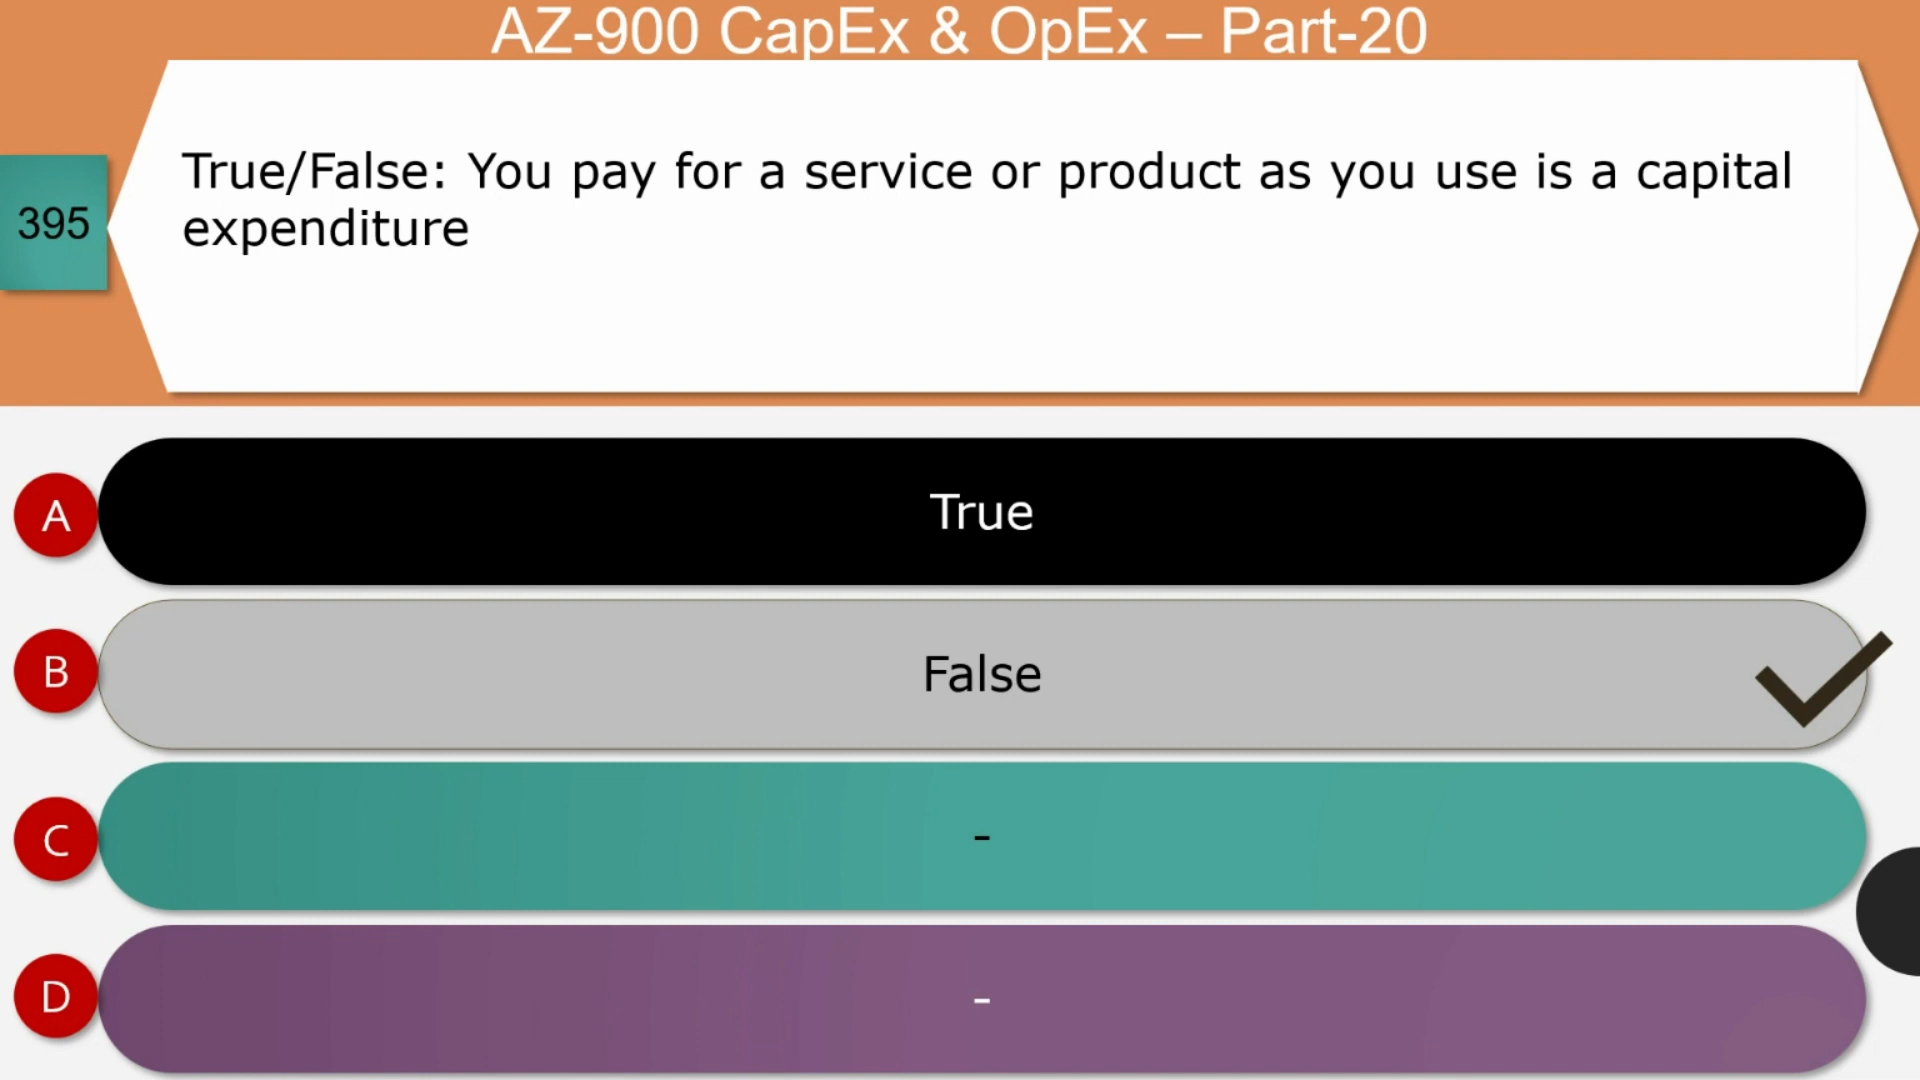 AZ-900 CapEx & OpEx – Part-20
395
True/False: You pay for a service or product as you use is a capital
expenditure
A
True
B
False
C
-
D
-